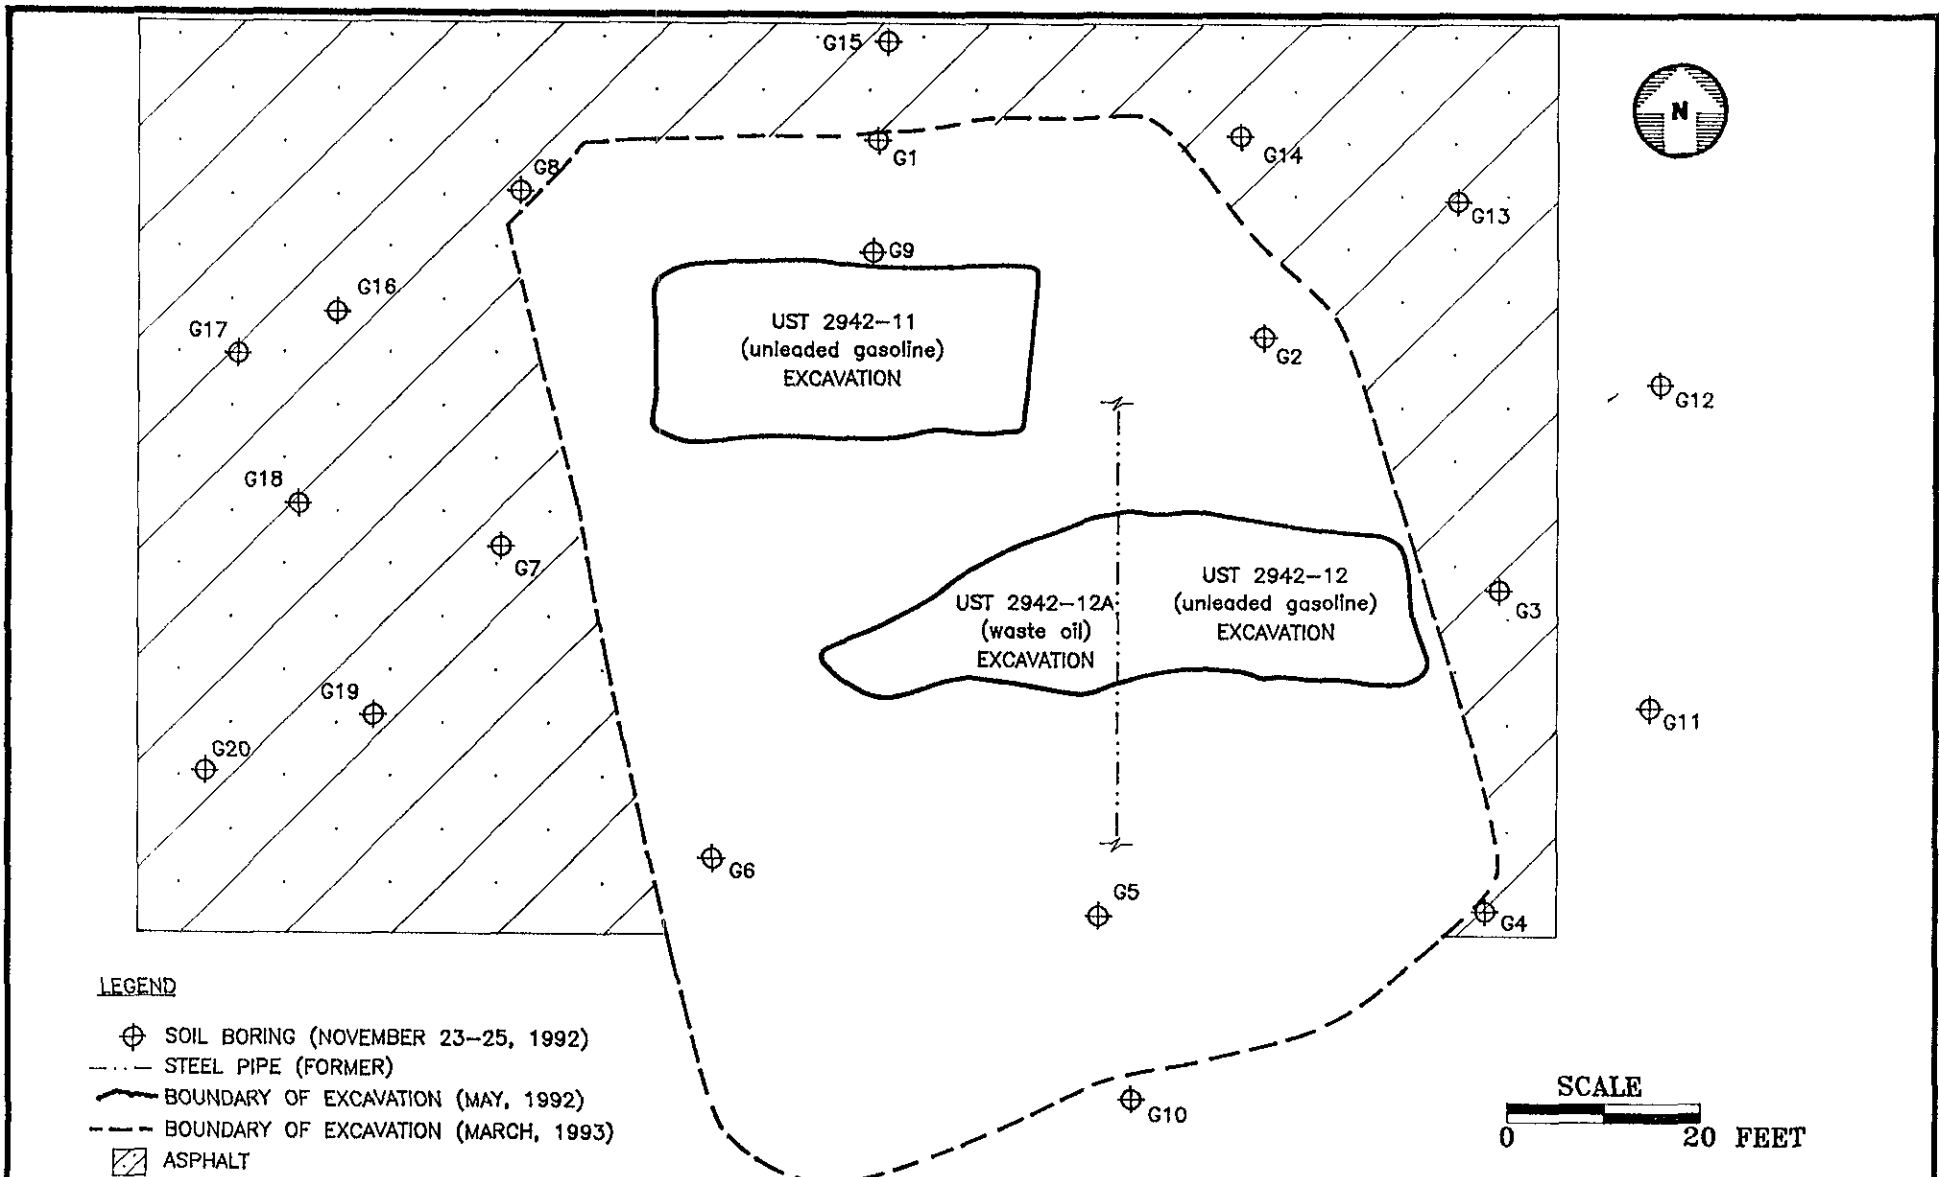 G15
N
G1
G14
G8
G13
G9
G16
UST 2942-11
(unleaded gasoline)
EXCAVATION
G17
G2
G12
G18
G7
UST 2942-12
(unleaded gasoline)
EXCAVATION
UST 2942-12A
(waste oil)
EXCAVATION
G3
G19
G11
G20
G6
G5
G4
LEGEND
SOIL BORING (NOVEMBER 23-25, 1992)
STEEL PIPE (FORMER)
BOUNDARY OF EXCAVATION (MAY, 1992)
BOUNDARY OF EXCAVATION (MARCH, 1993)
ASPHALT
G10
SCALE
0 20 FEET